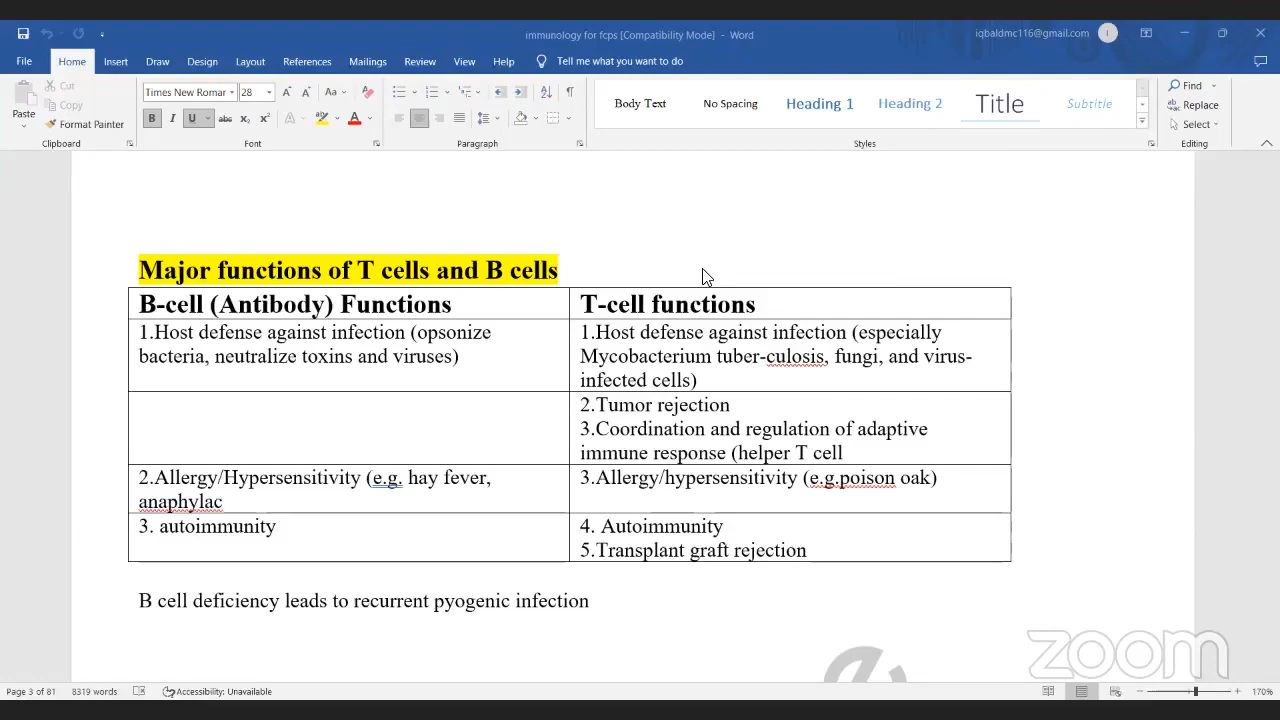 immunology for fcps [Compatibility Mode] - Word
iqbaldmc116@gmail.com
I
File Home Insert Draw Design Layout References Mailings Review View Help Tell me what you want to do
Paste
Cut
Copy
Format Painter
Times New Roman 28
Body Text No Spacing Heading 1 Heading 2 Title Subtitle
Find
Replace
Select
Clipboard Font Paragraph Styles Editing
Major functions of T cells and B cells
B-cell (Antibody) Functions
T-cell functions
1.Host defense against infection (opsonize
bacteria, neutralize toxins and viruses)
1.Host defense against infection (especially
Mycobacterium tuber-culosis, fungi, and virus-
infected cells)
2.Tumor rejection
3.Coordination and regulation of adaptive
immune response (helper T cell
2.Allergy/Hypersensitivity (e.g. hay fever,
anaphylac
3.Allergy/hypersensitivity (e.g.poison oak)
3. autoimmunity
4. Autoimmunity
5.Transplant graft rejection
B cell deficiency leads to recurrent pyogenic infection
zoom
Page 3 of 81 8319 words Accessibility: Unavailable 170%